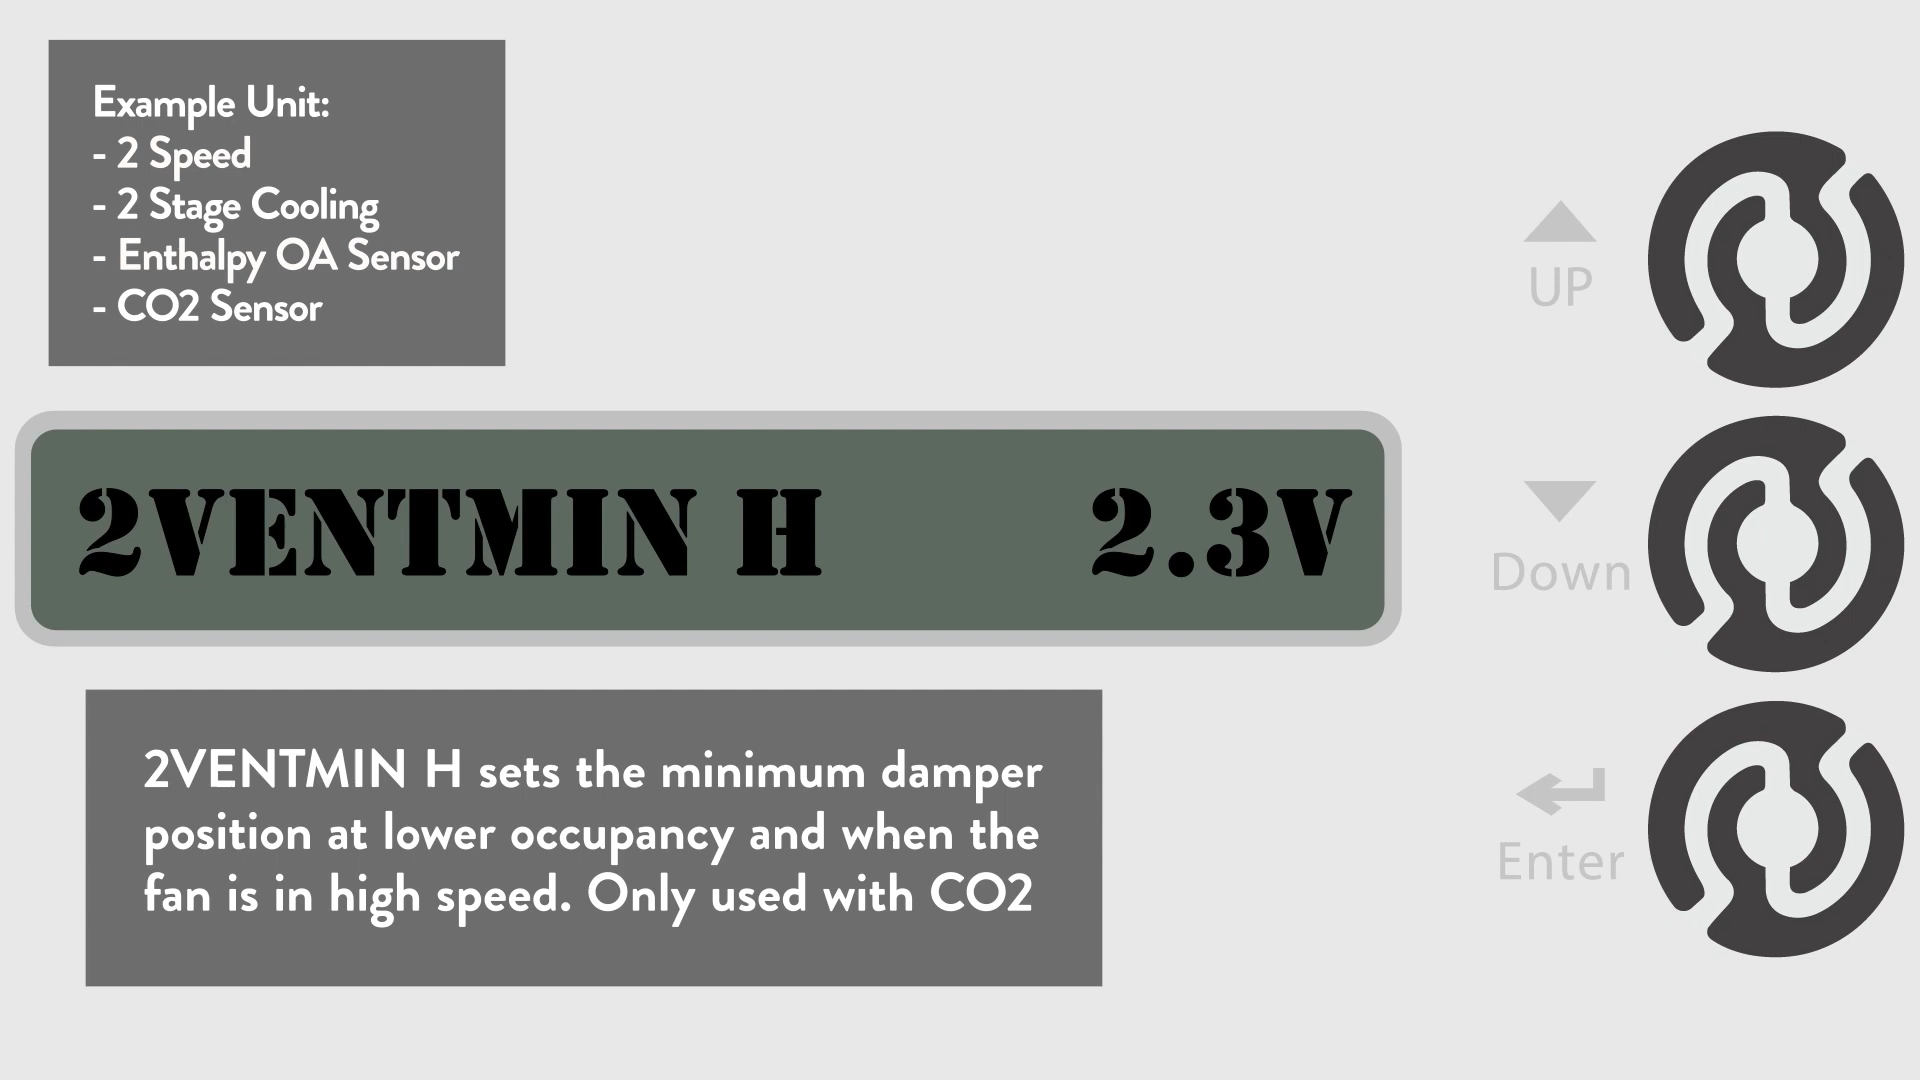 Example Unit:
- 2 Speed
- 2 Stage Cooling
- Enthalpy OA Sensor
- CO2 Sensor
UP
2VENTMIN H 2.3V
Down
2VENTMIN H sets the minimum damper
position at lower occupancy and when the
fan is in high speed. Only used with CO2
Enter